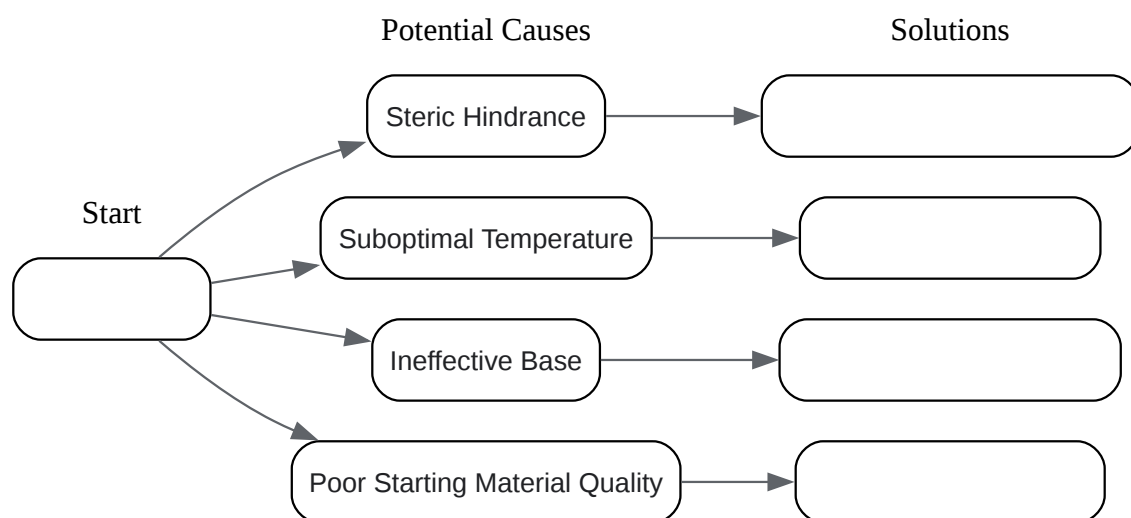 Potential Causes
Solutions
Steric Hindrance
Start
Suboptimal Temperature
Ineffective Base
Poor Starting Material Quality